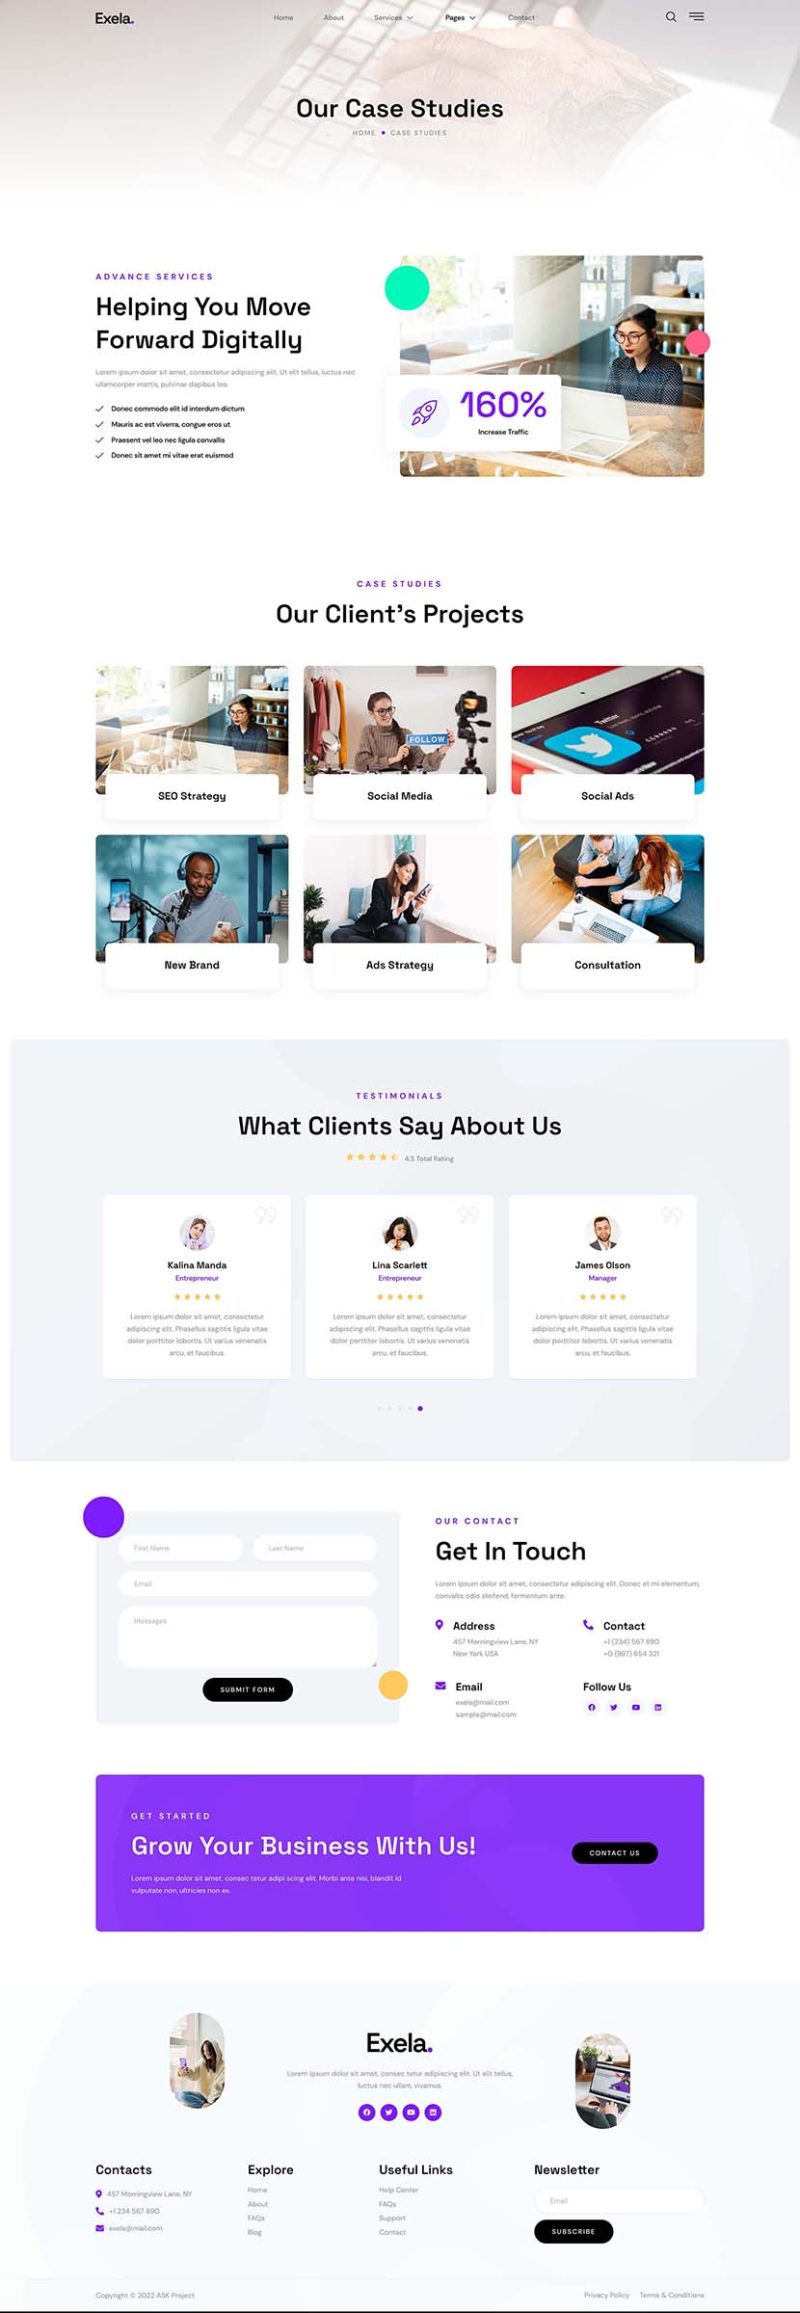 Exela.
Home About Services Pages Contact
Our Case Studies
HOME CASE STUDIES
ADVANCE SERVICES
Helping You Move
Forward Digitally
Lorem ipsum dolor sit amet, consectetur adipiscing elit. Ut elit tellus, luctus nec
ullamcorper mattis, pulvinar dapibus leo.
Donec commodo elit id interdum dictum
Mauris ac est viverra, congue eros ut
Praesent vel leo nec ligula convallis
Donec sit amet mi vitae erat euismod
160%
Increase Traffic
CASE STUDIES
Our Client's Projects
FOLLOW
Twitter
SEO Strategy
Social Media
Social Ads
New Brand
Ads Strategy
Consultation
TESTIMONIALS
What Clients Say About Us
4.5 Total Rating
Kalina Manda
Entrepreneur
Lorem ipsum dolor sit amet, consectetur
adipiscing elit. Phasellus sagittis ligula vitae
dolor porttitor lobortis. Ut varius venenatis
arcu, et faucibus.
Lina Scarlett
Entrepreneur
Lorem ipsum dolor sit amet, consectetur
adipiscing elit. Phasellus sagittis ligula vitae
dolor porttitor lobortis. Ut varius venenatis
arcu, et faucibus.
James Olson
Manager
Lorem ipsum dolor sit amet, consectetur
adipiscing elit. Phasellus sagittis ligula vitae
dolor porttitor lobortis. Ut varius venenatis
arcu, et faucibus.
First Name
Last Name
Email
Messages
SUBMIT FORM
OUR CONTACT
Get In Touch
Lorem ipsum dolor sit amet, consectetur adipiscing elit. Donec et mi elementum,
convallis odio eleifend, fermentum ante.
Address
457 Morningview Lane, NY
New York USA
Contact
+1 (234) 567 890
+0 (987) 654 321
Email
exela@mail.com
sample@mail.com
Follow Us
GET STARTED
Grow Your Business With Us!
Lorem ipsum dolor sit amet, consec tetur adipi scing elit. Morbi ante nisi, blandit id
vulputate non, ultricies non ex.
CONTACT US
Exela.
Lorem ipsum dolor sit amet, consec tetur adipiscing elit. Ut elit tellus,
luctus nec ullam, vivamus.
Contacts
457 Morningview Lane, NY
+1 234 567 890
exela@mail.com
Explore
Home
About
FAQs
Blog
Useful Links
Help Center
FAQs
Support
Contact
Newsletter
Email
SUBSCRIBE
Copyright © 2022 ASK Project
Privacy Policy Terms & Conditions